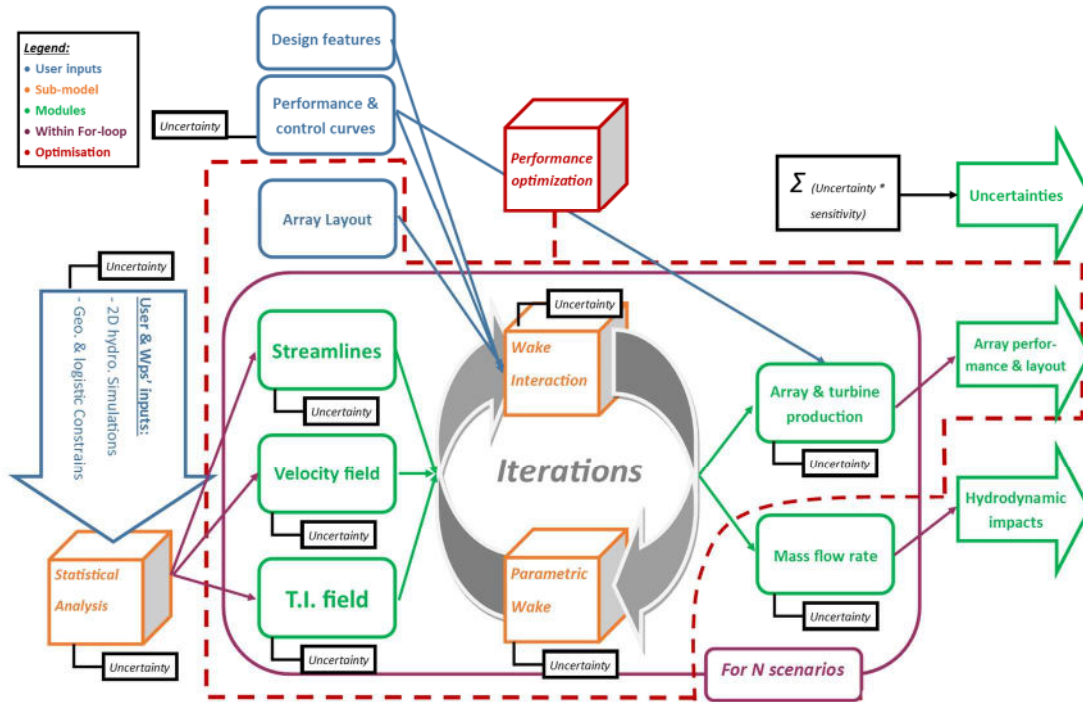 Legend:
• User inputs
• Sub-model
• Modules
• Within For-loop
• Optimisation
Design features
Performance &
control curves
Uncertainty
Array Layout
Performance
optimization
Σ (Uncertainty *
sensitivity)
Uncertainties
Uncertainty
User & Wps' inputs:
- 2D hydro. Simulations
- Geo. & logistic Constrains
Statistical
Analysis
Uncertainty
Streamlines
Uncertainty
Velocity field
Uncertainty
T.I. field
Uncertainty
Uncertainty
Wake
Interaction
Iterations
Parametric
Wake
Uncertainty
Array & turbine
production
Uncertainty
Mass flow rate
Uncertainty
For N scenarios
Array perfor-
mance & layout
Hydrodynamic
impacts